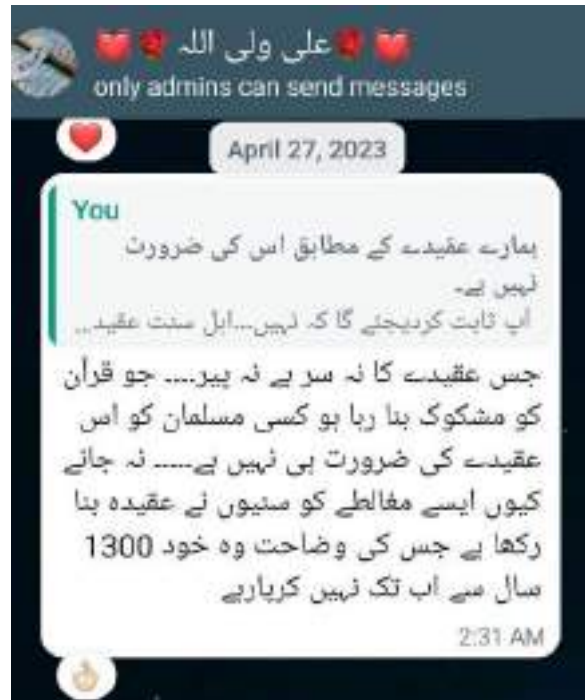 علی ولی اللہ
only admins can send messages
April 27, 2023
You
ہمارے عقیدے کے مطابق اس کی ضرورت
نہیں ہے۔
آپ ثابت کردیجئے گا کہ نہیں...اہل سنت عقید...
جس عقیدے کا نہ سر ہے نہ پیر.... جو قرآن
کو مشکوک بنا رہا ہو کسی مسلمان کو اس
عقیدے کی ضرورت ہی نہیں ہے..... نہ جانے
کیوں ایسے مغالطے کو سنیوں نے عقیدہ بنا
رکھا ہے جس کی وضاحت وہ خود 1300
سال سے اب تک نہیں کرپارہے
2:31 AM